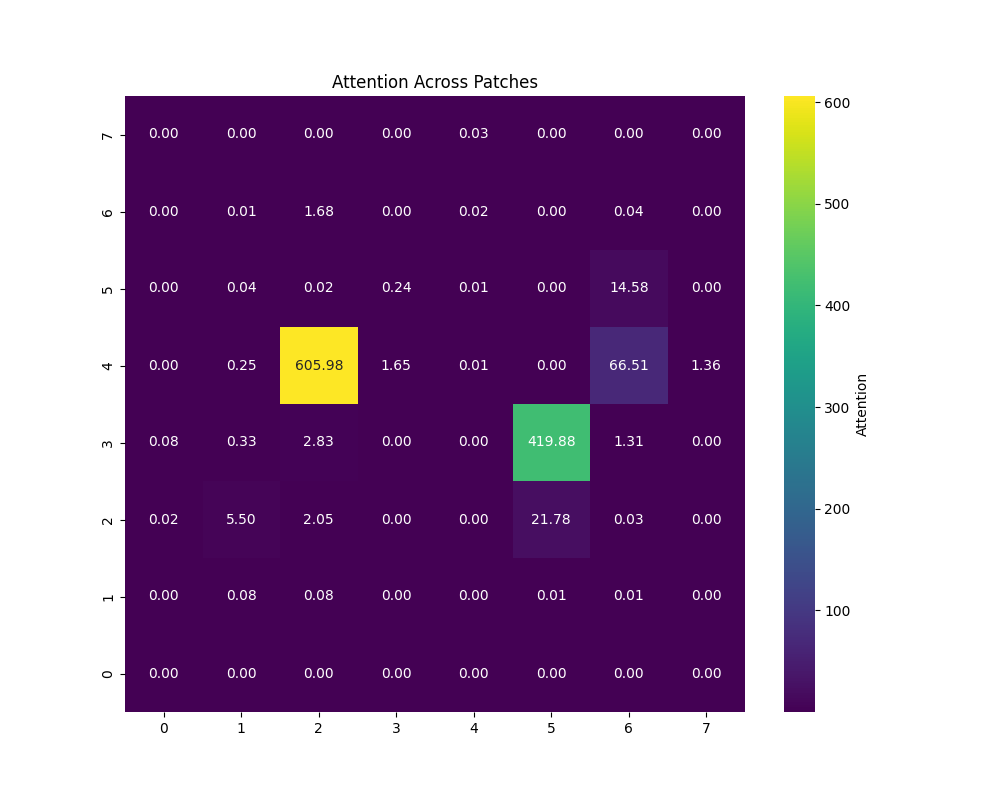 Attention Across Patches
7 0.00 0.00 0.00 0.00 0.03 0.00 0.00 0.00
6 0.00 0.01 1.68 0.00 0.02 0.00 0.04 0.00
5 0.00 0.04 0.02 0.24 0.01 0.00 14.58 0.00
4 0.00 0.25 605.98 1.65 0.01 0.00 66.51 1.36
3 0.08 0.33 2.83 0.00 0.00 419.88 1.31 0.00
2 0.02 5.50 2.05 0.00 0.00 21.78 0.03 0.00
1 0.00 0.08 0.08 0.00 0.00 0.01 0.01 0.00
0 0.00 0.00 0.00 0.00 0.00 0.00 0.00 0.00
0 1 2 3 4 5 6 7
600
500
400
300
200
100
Attention